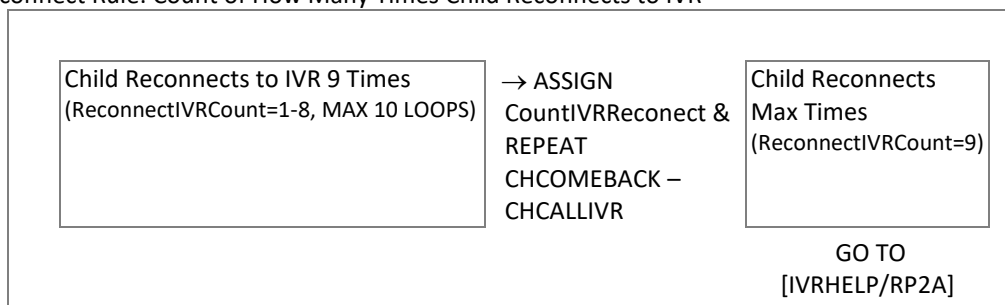 connect Rule: Count of How Many Times Child Reconnects to IVR
Child Reconnects to IVR 9 Times
(ReconnectIVRCount=1-8, MAX 10 LOOPS)
→ ASSIGN
CountIVRReconect &
REPEAT
CHCOMEBACK –
CHCALLIVR
Child Reconnects
Max Times
(ReconnectIVRCount=9)
GO TO
[IVRHELP/RP2A]